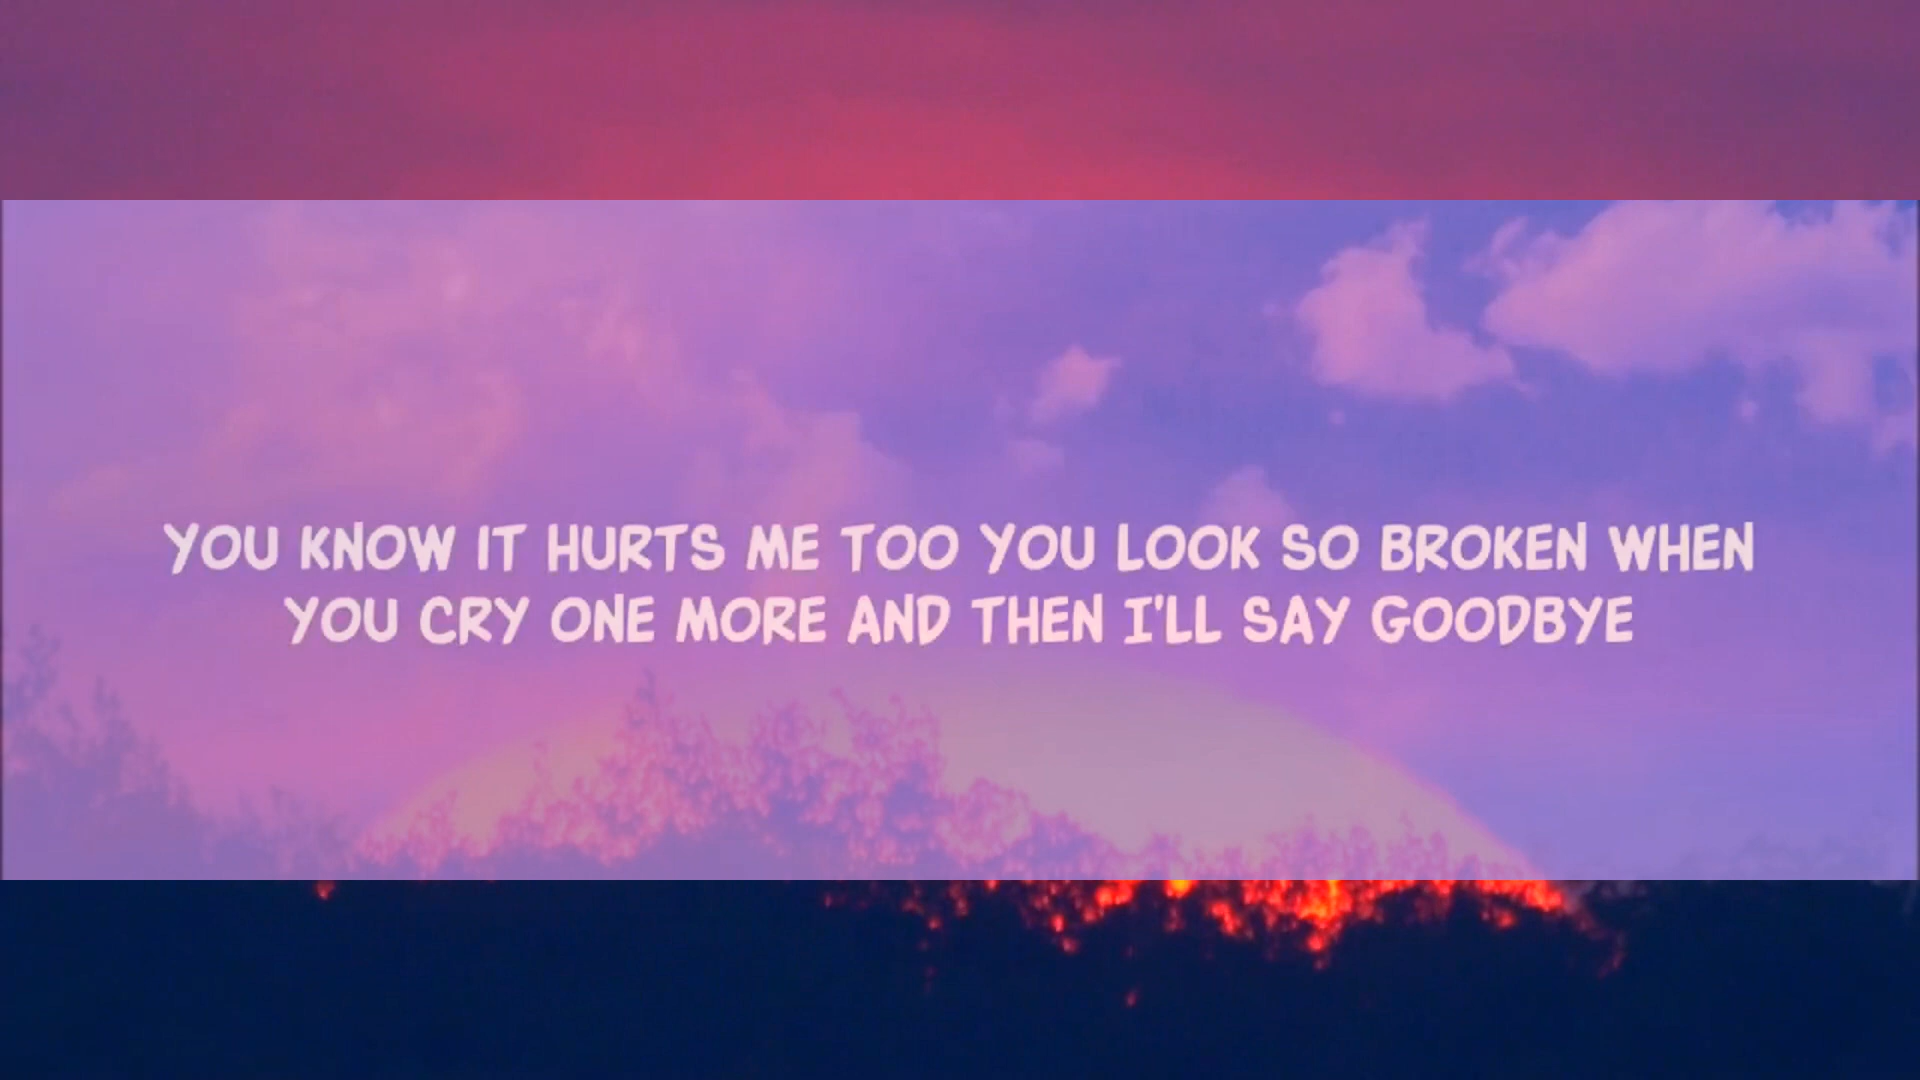 YOU KNOW IT HURTS ME TOO YOU LOOK SO BROKEN WHEN
YOU CRY ONE MORE AND THEN I'LL SAY GOODBYE